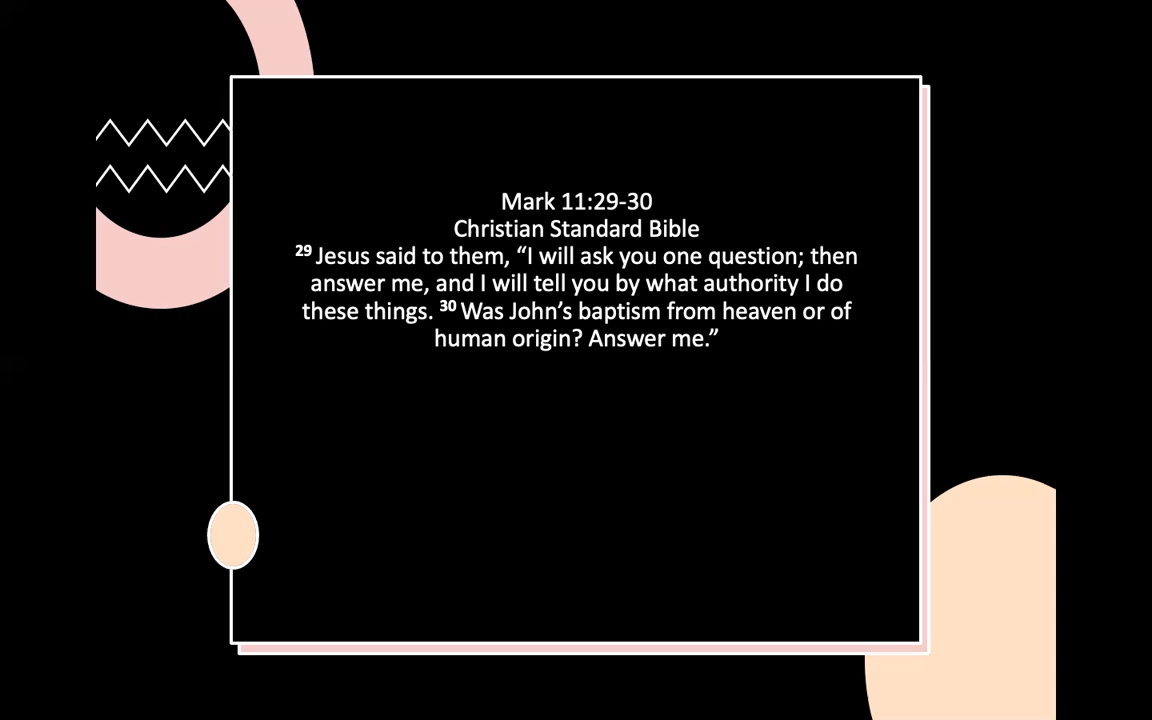 Mark 11:29-30
Christian Standard Bible
29 Jesus said to them, “I will ask you one question; then
answer me, and I will tell you by what authority I do
these things. 30 Was John’s baptism from heaven or of
human origin? Answer me.”